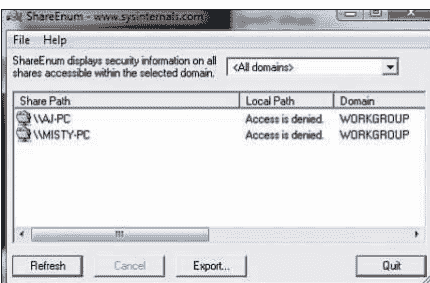 ShareEnum - www.sysinternals.com
File Help
ShareEnum displays security information on all
shares accessible within the selected domain.
<All domains>
Share Path Local Path Domain
\\AJ-PC Access is denied. WORKGROUP
\\MISTY-PC Access is denied. WORKGROUP
Refresh Cancel Export... Quit